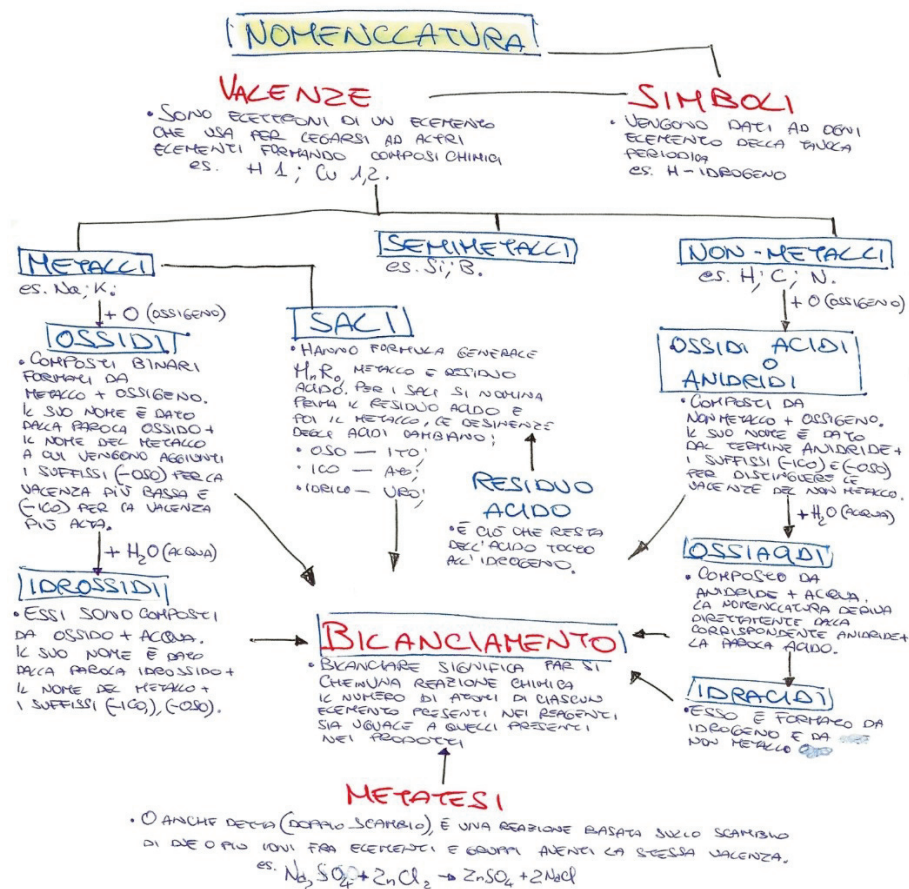 NOMENCLATURA
VALENZE
• SONO ELETTRONI DI UN ELEMENTO
CHE USA PER LEGARSI AD ALTRI
ELEMENTI FORMANDO COMPOSI CHIMICI
es. H 1; Cu 1,2.
SIMBOLI
• VENGONO DATI AD OGNI
ELEMENTO DELLA TAVOLA
PERIODICA
es. H-IDROGENO
METALLI
es. Na; K;
SEMIMETALLI
es. Si; B.
NON-METALLI
es. H; C; N.
+ O (OSSIGENO)
OSSIDI
• COMPOSTI BINARI
FORMATI DA
METALLO + OSSIGENO.
IL SUO NOME È DATO
DALLA PAROLA OSSIDO +
IL NOME DEL METALLO
A CUI VENGONO AGGIUNTI
I SUFFISSI (-OSO) PER LA
VALENZA PIÙ BASSA E
(-ICO) PER LA VALENZA
PIÙ ALTA.
+ H₂O (ACQUA)
IDROSSIDI
• ESSI SONO COMPOSTI
DA OSSIDO + ACQUA.
IL SUO NOME È DATO
DALLA PAROLA IDROSSIDO +
IL NOME DEL METALLO +
I SUFFISSI (-ICO), (-OSO).
SALI
• HANNO FORMULA GENERALE
METALLO E RESIDUO
ACIDO. PER I SALI SI NOMINA
PRIMA IL RESIDUO ACIDO E
POI IL METALLO, LE DESINENZE
DEGLI ACIDI CAMBIANO;
• OSO — ITO;
• ICO — ATO;
• IDRICO — URO;
RESIDUO
ACIDO
• È CIÒ CHE RESTA
DELL'ACIDO TOLTO
ALL'IDROGENO.
+ O (OSSIGENO)
OSSIDI ACIDI
O
ANIDRIDI
• COMPOSTI DA
NON METALLO + OSSIGENO.
IL SUO NOME È DATO
DAL TERMINE ANIDRIDE +
I SUFFISSI (-ICO) E (-OSO)
PER DISTINGUERE LE
VALENZE DEL NON METALLO.
+ H₂O (ACQUA)
OSSIACIDI
• COMPOSTO DA
ANIDRIDE + ACQUA.
LA NOMENCLATURA DERIVA
DIRETTAMENTE DALLA
CORRISPONDENTE ANIDRIDE+
LA PAROLA ACIDO.
IDRACIDI
• ESSO È FORMATO DA
IDROGENO E DA
NON METALLO
BILANCIAMENTO
• BILANCIARE SIGNIFICA FAR SI
CHE IN UNA REAZIONE CHIMICA
IL NUMERO DI ATOMI DI CIASCUN
ELEMENTO PRESENTI NEI REAGENTI
SIA UGUALE A QUELLI PRESENTI
NEI PRODOTTI
METATESI
• O ANCHE DETTA (DOPPIO SCAMBIO), È UNA REAZIONE BASATA SULLO SCAMBIO
DI DUE O PIÙ IONI FRA ELEMENTI E GRUPPI AVENTI LA STESSA VALENZA.
es. Na₂SO₄ + ZnCl₂ → ZnSO₄ + 2NaCl